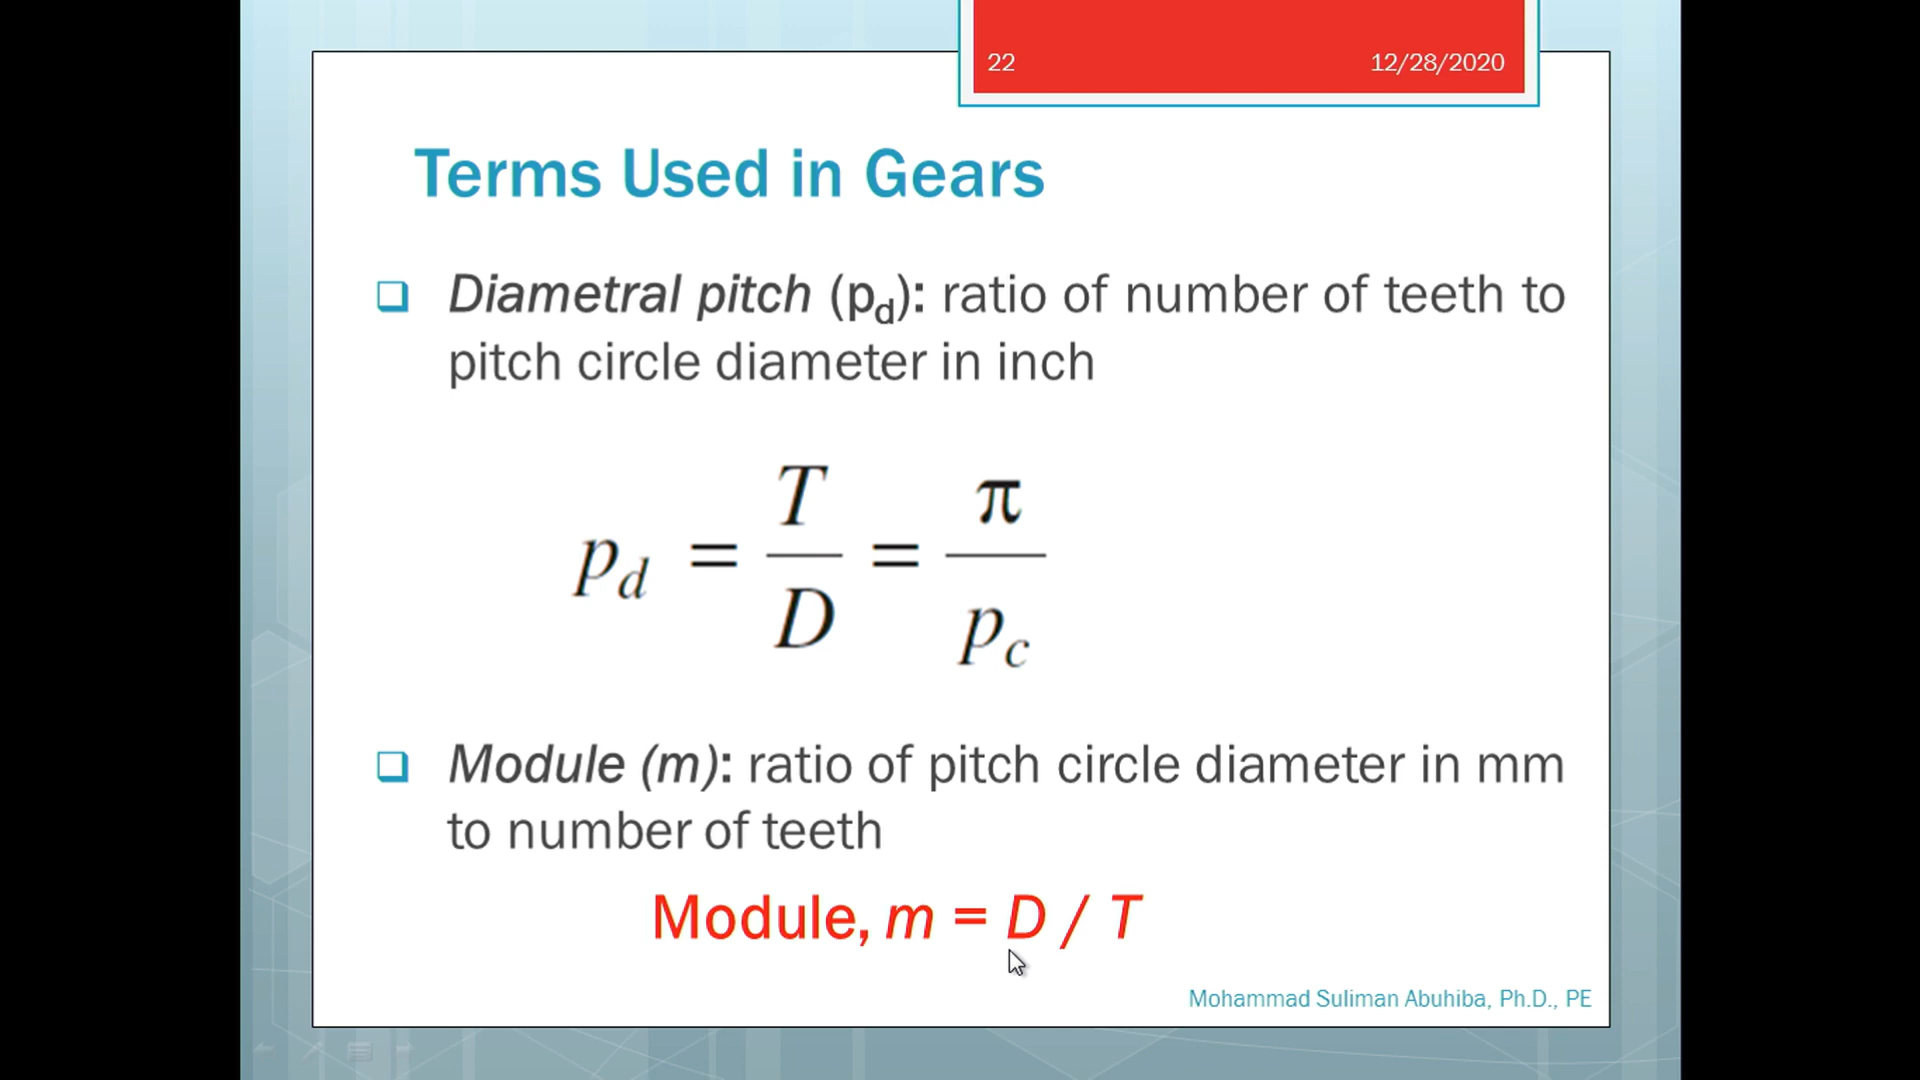 22 12/28/2020
Terms Used in Gears
❑ Diametral pitch (p_d): ratio of number of teeth to
pitch circle diameter in inch
p_d = T/D = π/p_c
❑ Module (m): ratio of pitch circle diameter in mm
to number of teeth
Module, m = D / T
Mohammad Suliman Abuhiba, Ph.D., PE